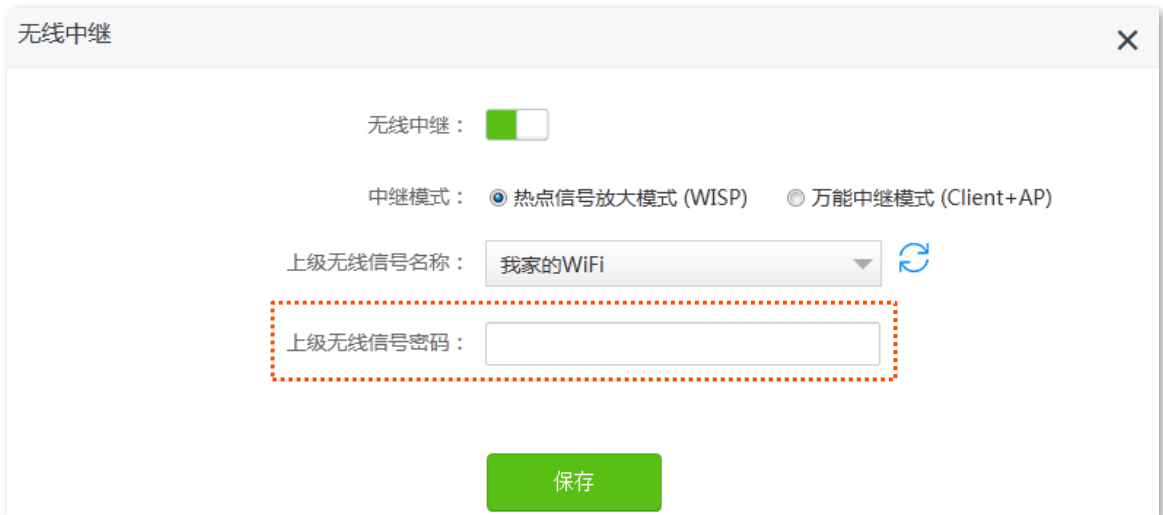 无线中继
无线中继：
中继模式： 热点信号放大模式 (WISP) 万能中继模式 (Client+AP)
上级无线信号名称： 我家的WiFi
上级无线信号密码：
保存